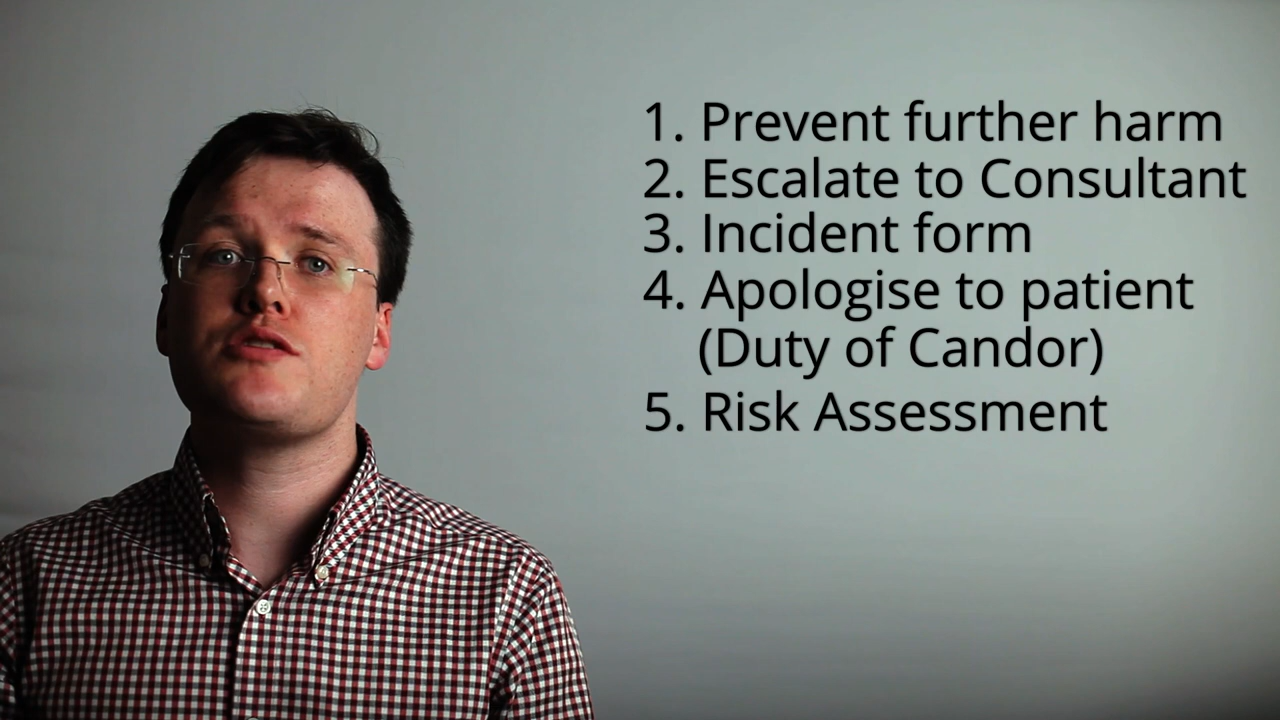 1. Prevent further harm
2. Escalate to Consultant
3. Incident form
4. Apologise to patient
(Duty of Candor)
5. Risk Assessment